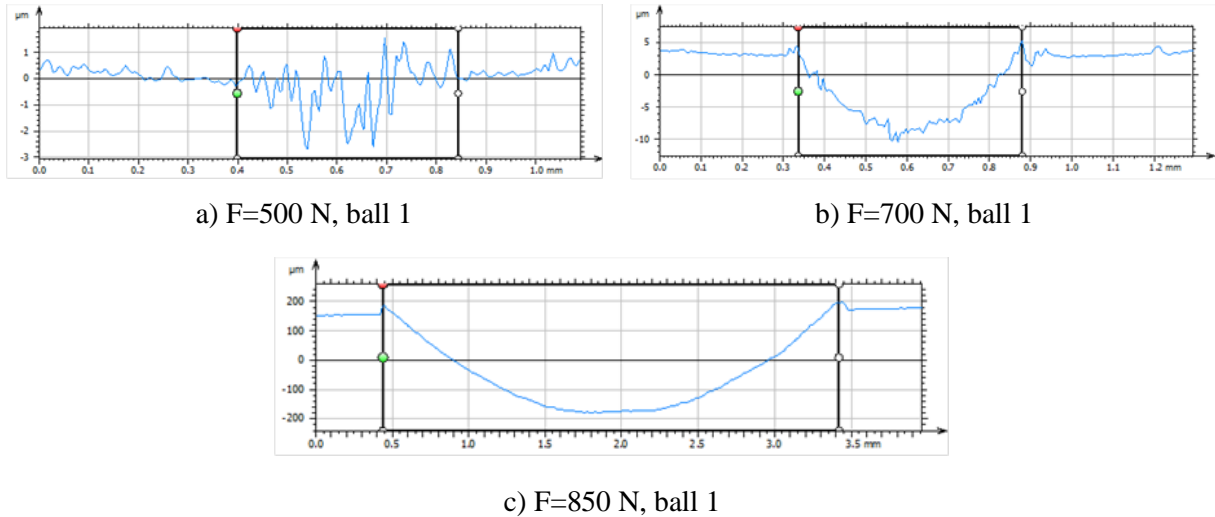 µm
1
0
-1
-2
-3
0.0 0.1 0.2 0.3 0.4 0.5 0.6 0.7 0.8 0.9 1.0 mm
a) F=500 N, ball 1
µm
5
0
-5
-10
0.0 0.1 0.2 0.3 0.4 0.5 0.6 0.7 0.8 0.9 1.0 1.1 1.2 mm
b) F=700 N, ball 1
µm
200
100
0
-100
-200
0.0 0.5 1.0 1.5 2.0 2.5 3.0 3.5 mm
c) F=850 N, ball 1